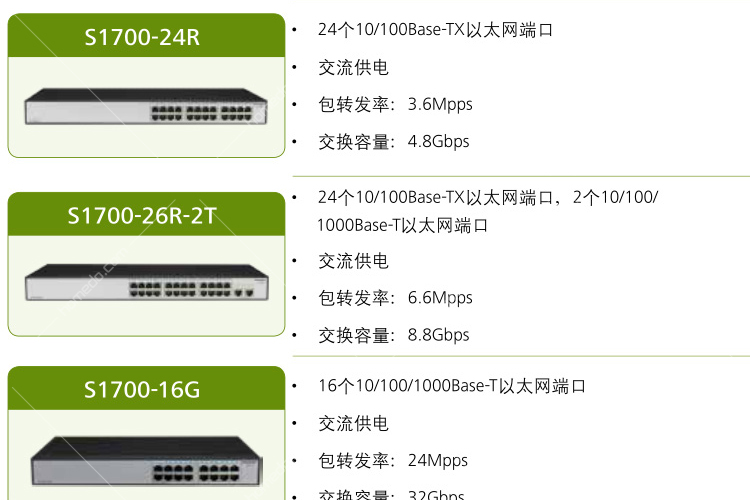 S1700-24R
• 24个10/100Base-TX以太网端口
• 交流供电
• 包转发率：3.6Mpps
• 交换容量：4.8Gbps
S1700-26R-2T
• 24个10/100Base-TX以太网端口，2个10/100/
1000Base-T以太网端口
• 交流供电
• 包转发率：6.6Mpps
• 交换容量：8.8Gbps
S1700-16G
• 16个10/100/1000Base-T以太网端口
• 交流供电
• 包转发率：24Mpps
• 交换容量：32Gbps